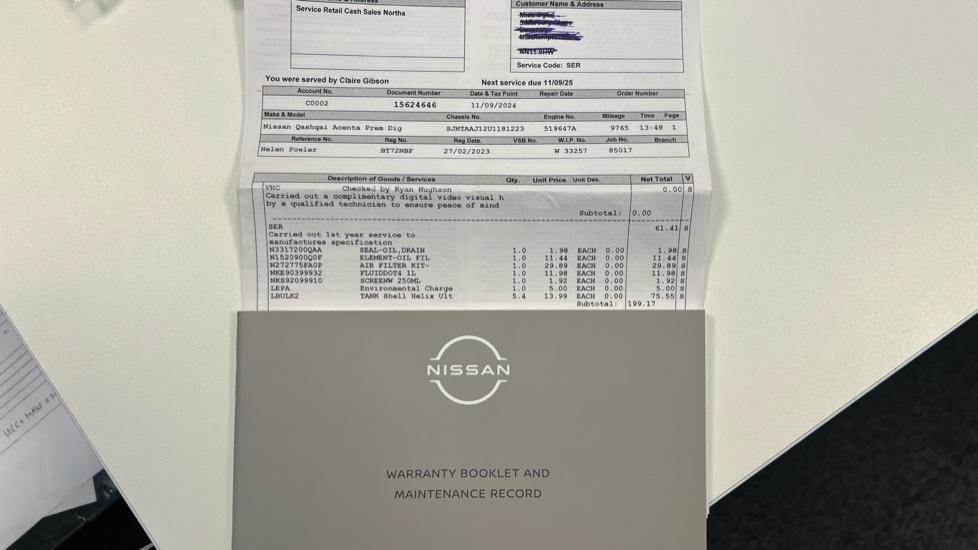 Service Retail Cash Sales Northa
Customer Name & Address
Service Code: SER
You were served by Claire Gibson
Next service due 11/09/25
Account No. Document Number Date & Tax Point Repair Date Order Number
C0002 15624646 11/09/2024
Make & Model Chassis No. Engine No. Mileage Time Page
Nissan Qashqai Acenta Prem Dig SJNTAAJ12U1181223 519647A 9765 13:48 1
Reference No. Reg No. Reg Date. VSB No. W.I.P. No. Job No. Branch
Helen Fowler BT72NBF 27/02/2023 W 33257 85017
Description of Goods / Services Qty. Unit Price Unit Des. Net Total V
VHC Checked by Ryan Hughson 0.00 S
Carried out a complimentary digital video visual h
by a qualified technician to ensure peace of mind
Subtotal: 0.00
SER 61.41 S
Carried out 1st year service to
manufactures specification
N3317200QAA SEAL-OIL,DRAIN 1.0 1.98 EACH 0.00 1.98 S
N1520900Q0F ELEMENT-OIL FIL 1.0 11.44 EACH 0.00 11.44 S
N272775FA0P AIR FILTER KIT- 1.0 29.89 EACH 0.00 29.89 S
NKE90399932 FLUIDDOT4 1L 1.0 11.98 EACH 0.00 11.98 S
NK892099910 SCREENW 250ML 1.0 1.92 EACH 0.00 1.92 S
LEPA Environmental Charge 1.0 5.00 EACH 0.00 5.00 S
LBULK2 TANK Shell Helix Ult 5.4 13.99 EACH 0.00 75.55 S
Subtotal: 199.17
NISSAN
WARRANTY BOOKLET AND
MAINTENANCE RECORD